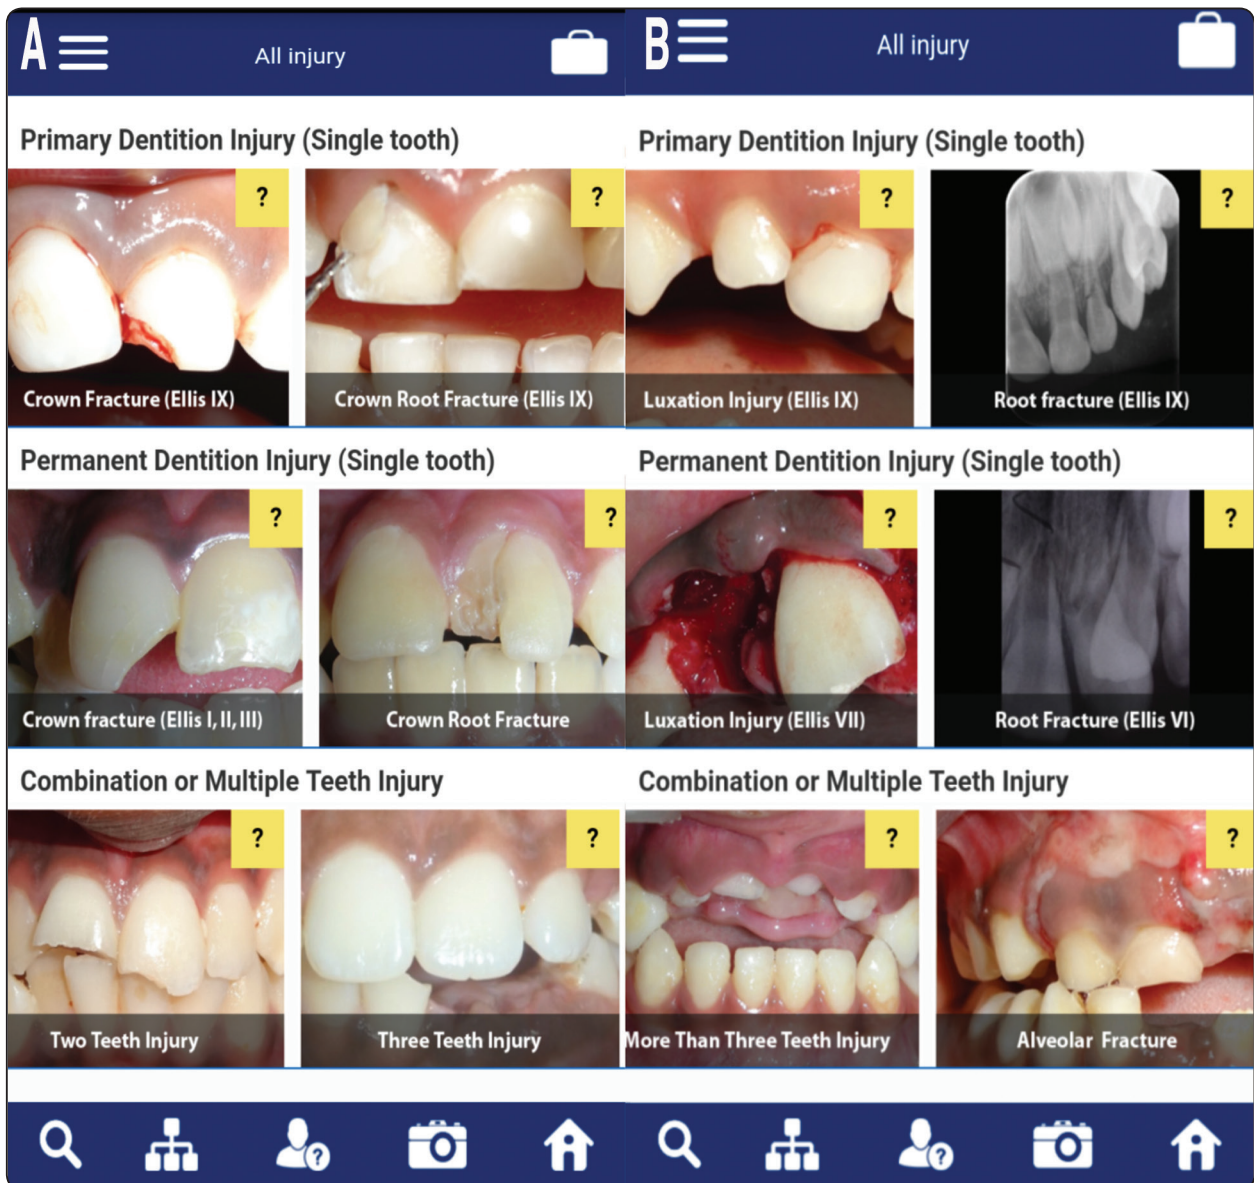 A
All injury
Primary Dentition Injury (Single tooth)
?
?
Crown Fracture (Ellis IX)
Crown Root Fracture (Ellis IX)
Permanent Dentition Injury (Single tooth)
?
?
Crown fracture (Ellis I, II, III)
Crown Root Fracture
Combination or Multiple Teeth Injury
?
?
Two Teeth Injury
Three Teeth Injury
?
B
All injury
Primary Dentition Injury (Single tooth)
?
?
Luxation Injury (Ellis IX)
Root fracture (Ellis IX)
Permanent Dentition Injury (Single tooth)
?
?
Luxation Injury (Ellis VII)
Root Fracture (Ellis VI)
Combination or Multiple Teeth Injury
?
?
More Than Three Teeth Injury
Alveolar Fracture
?